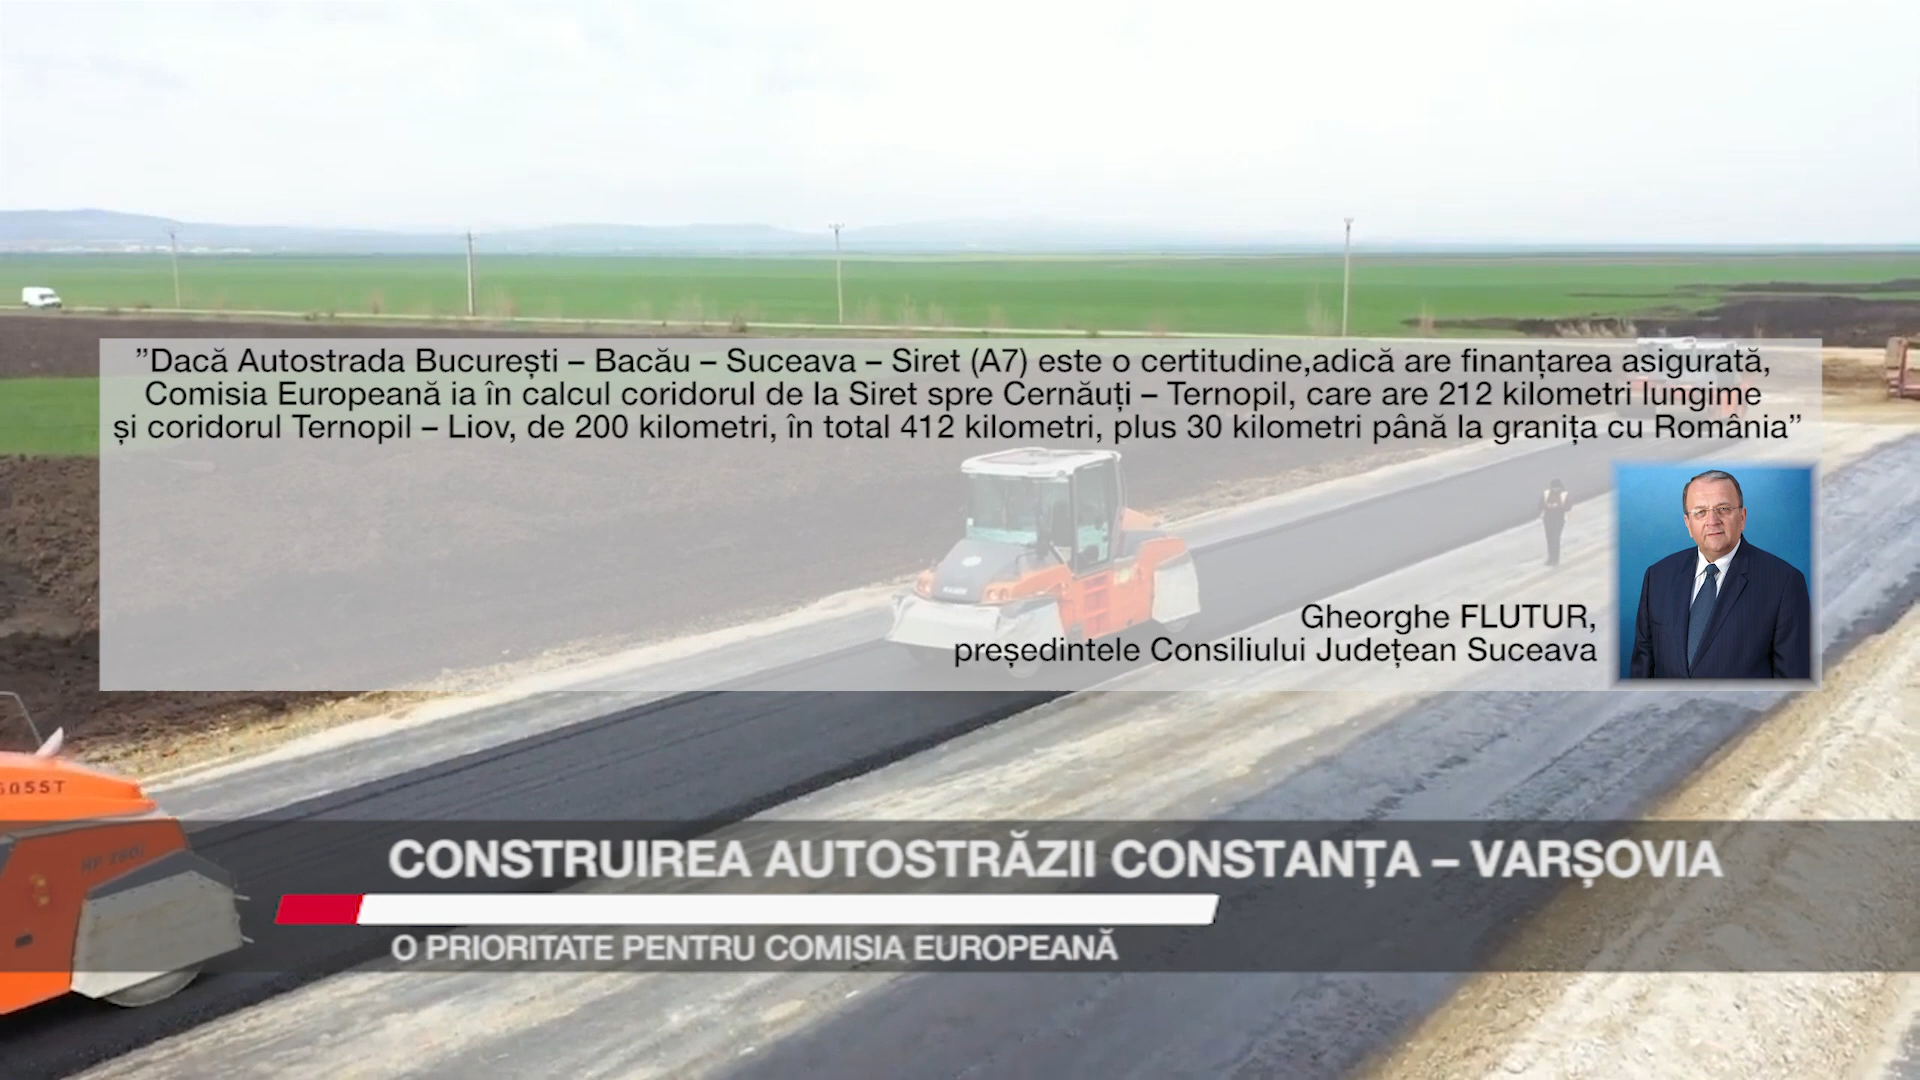 ”Dacă Autostrada București – Bacău – Suceava – Siret (A7) este o certitudine,adică are finanțarea asigurată,
Comisia Europeană ia în calcul coridorul de la Siret spre Cernăuți – Ternopil, care are 212 kilometri lungime
și coridorul Ternopil – Liov, de 200 kilometri, în total 412 kilometri, plus 30 kilometri până la granița cu România”
Gheorghe FLUTUR,
președintele Consiliului Județean Suceava
6055T
CONSTRUIREA AUTOSTRĂZII CONSTANȚA – VARȘOVIA
O PRIORITATE PENTRU COMISIA EUROPEANĂ